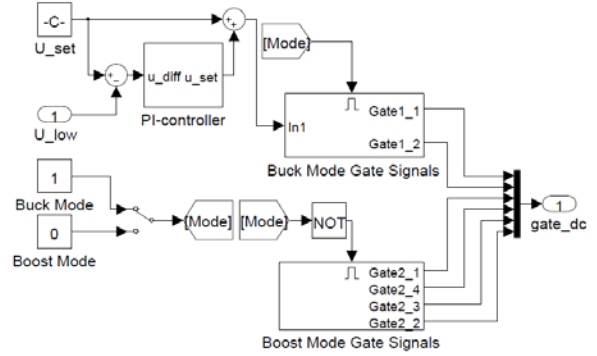 -C-
U_set
[Mode]
u_diff u_set
PI-controller
1
U_low
In1
Gate1_1
Gate1_2
Buck Mode Gate Signals
1
Buck Mode
0
Boost Mode
[Mode]
[Mode]
NOT
1
gate_dc
Gate2_1
Gate2_4
Gate2_3
Gate2_2
Boost Mode Gate Signals